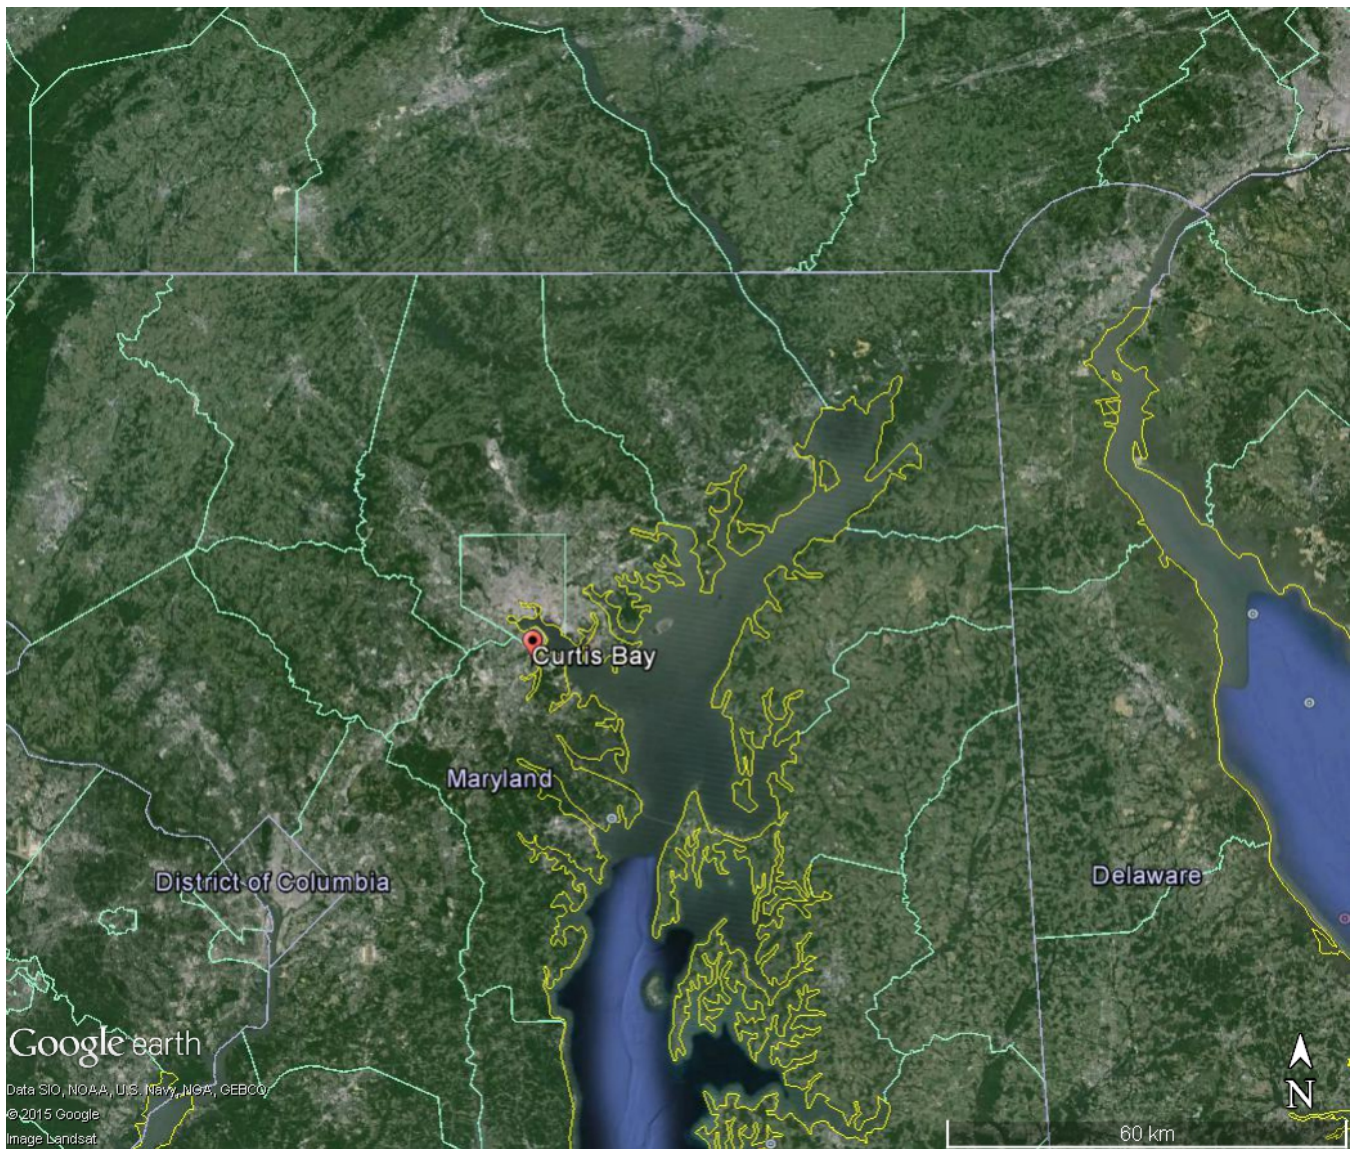 Curtis Bay
Maryland
District of Columbia
Delaware
Google earth
Data SIO, NOAA, U.S. Navy, NGA, GEBCO
© 2015 Google
Image Landsat
N
60 km